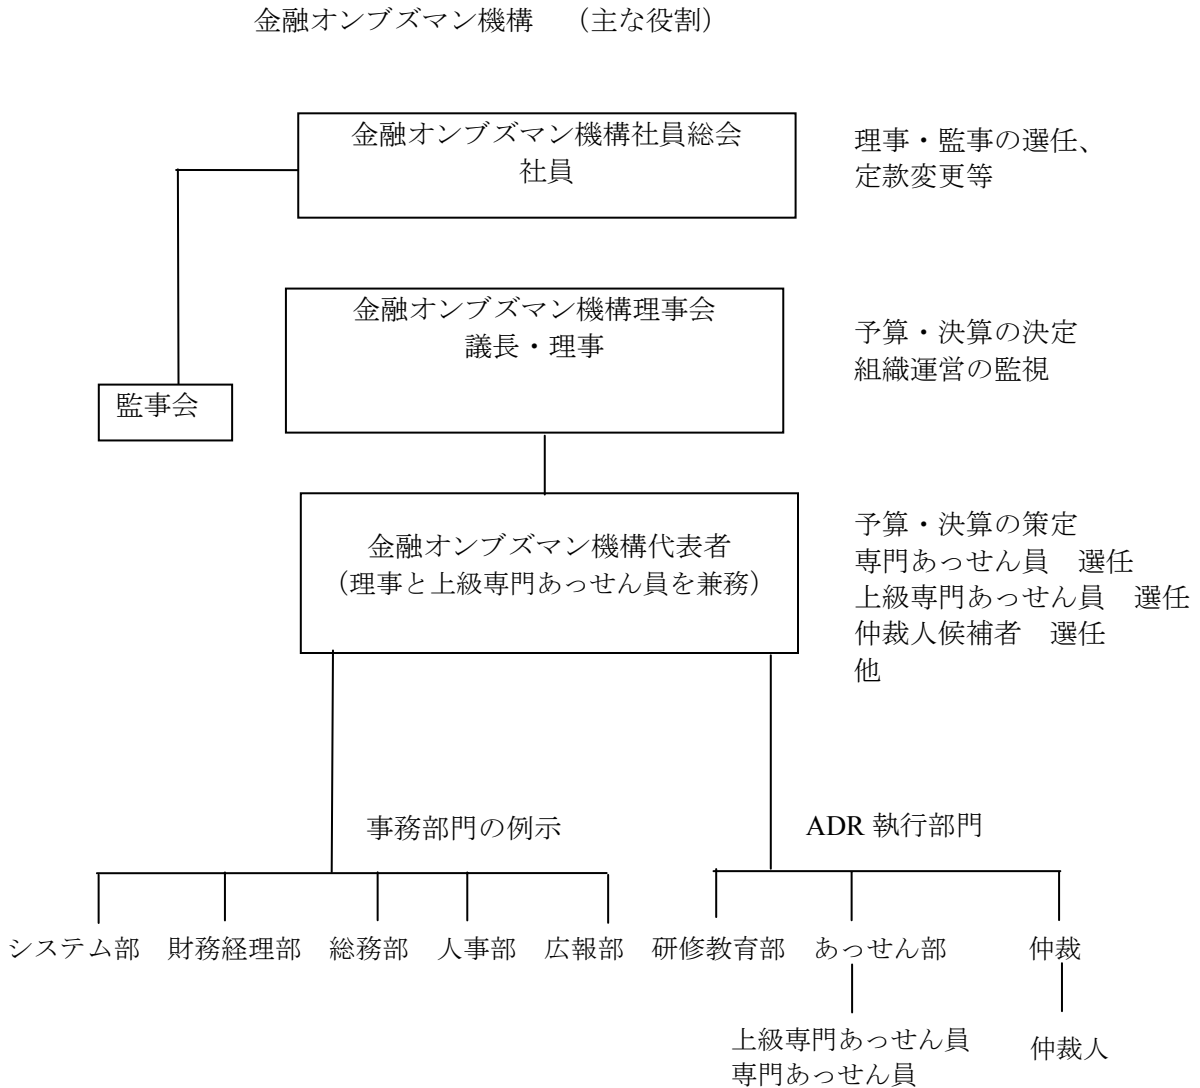 金融オンブズマン機構　（主な役割）
金融オンブズマン機構社員総会
社員
理事・監事の選任、
定款変更等
金融オンブズマン機構理事会
議長・理事
予算・決算の決定
組織運営の監視
監事会
金融オンブズマン機構代表者
（理事と上級専門あっせん員を兼務）
予算・決算の策定
専門あっせん員　選任
上級専門あっせん員　選任
仲裁人候補者　選任
他
事務部門の例示
ADR 執行部門
システム部　財務経理部　総務部　人事部　広報部　研修教育部　あっせん部　仲裁
上級専門あっせん員
専門あっせん員
仲裁人